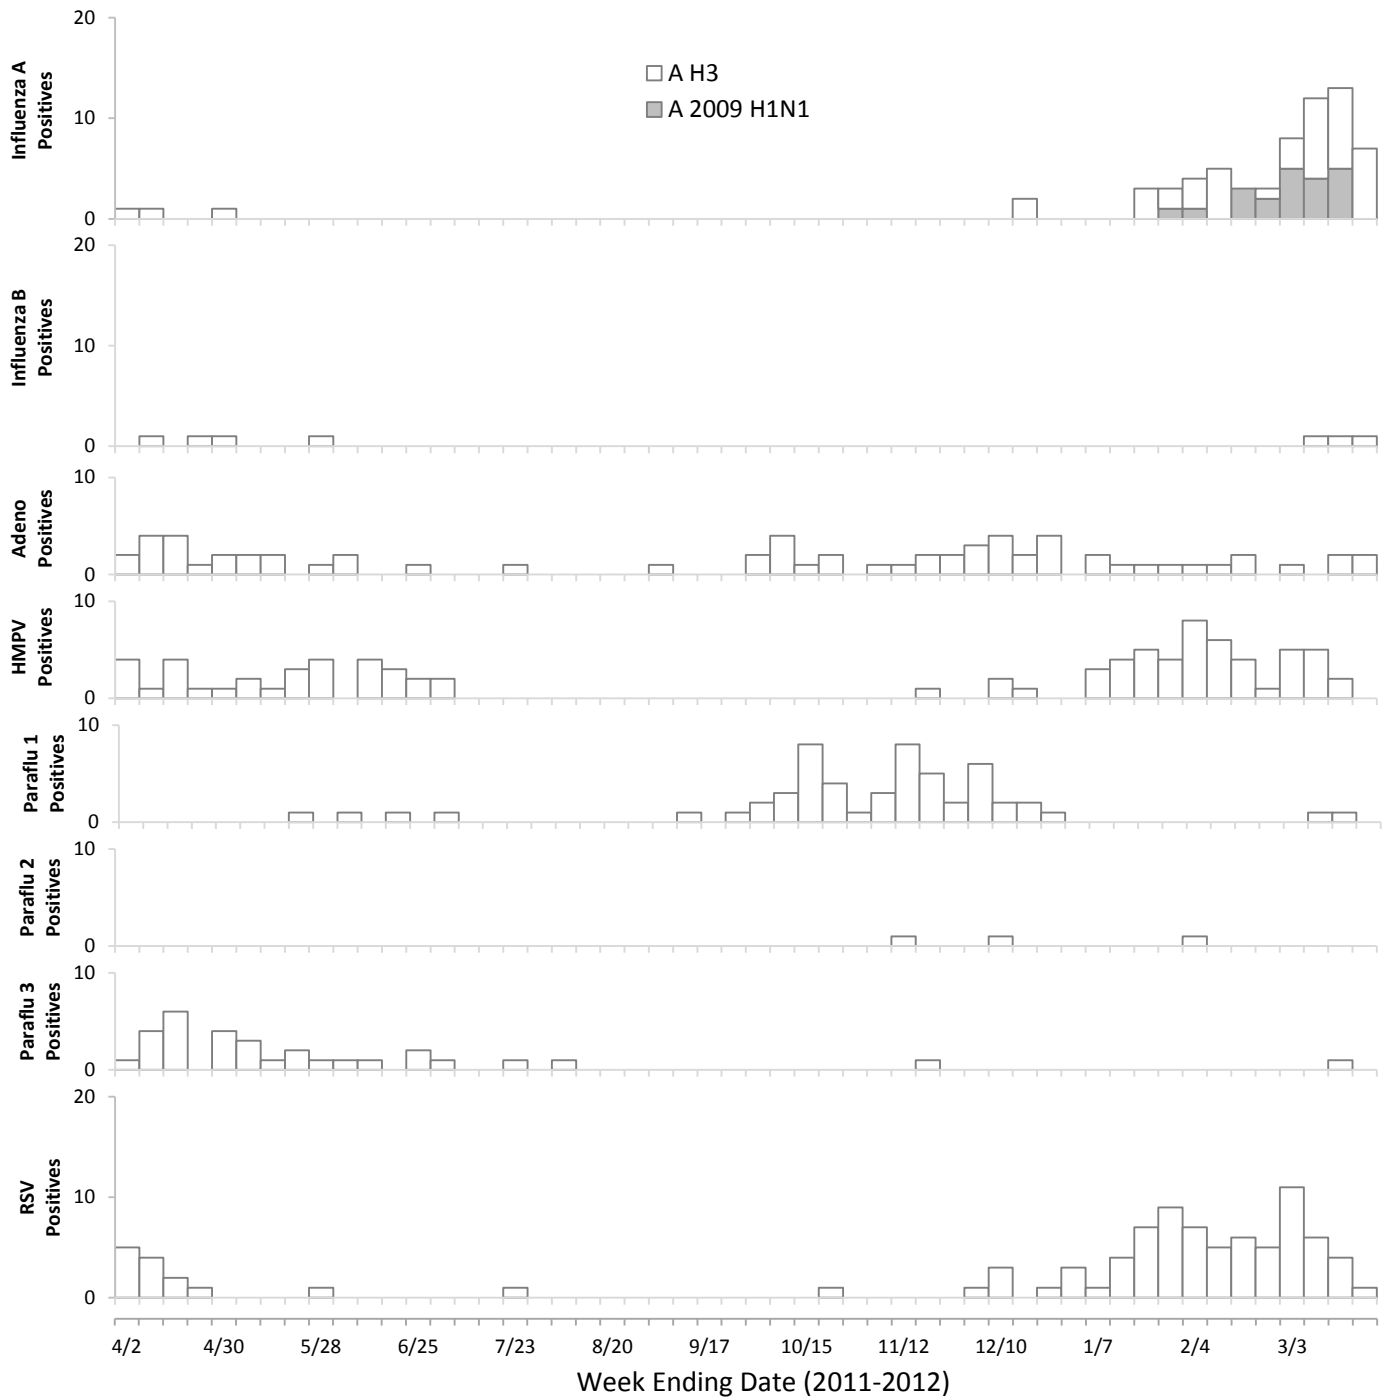 20
10
0
Influenza A
Positives
A H3
A 2009 H1N1
20
10
0
Influenza B
Positives
10
0
Adeno
Positives
10
0
HMPV
Positives
10
0
Paraflu 1
Positives
10
0
Paraflu 2
Positives
10
0
Paraflu 3
Positives
20
10
0
RSV
Positives
4/2 4/30 5/28 6/25 7/23 8/20 9/17 10/15 11/12 12/10 1/7 2/4 3/3
Week Ending Date (2011-2012)